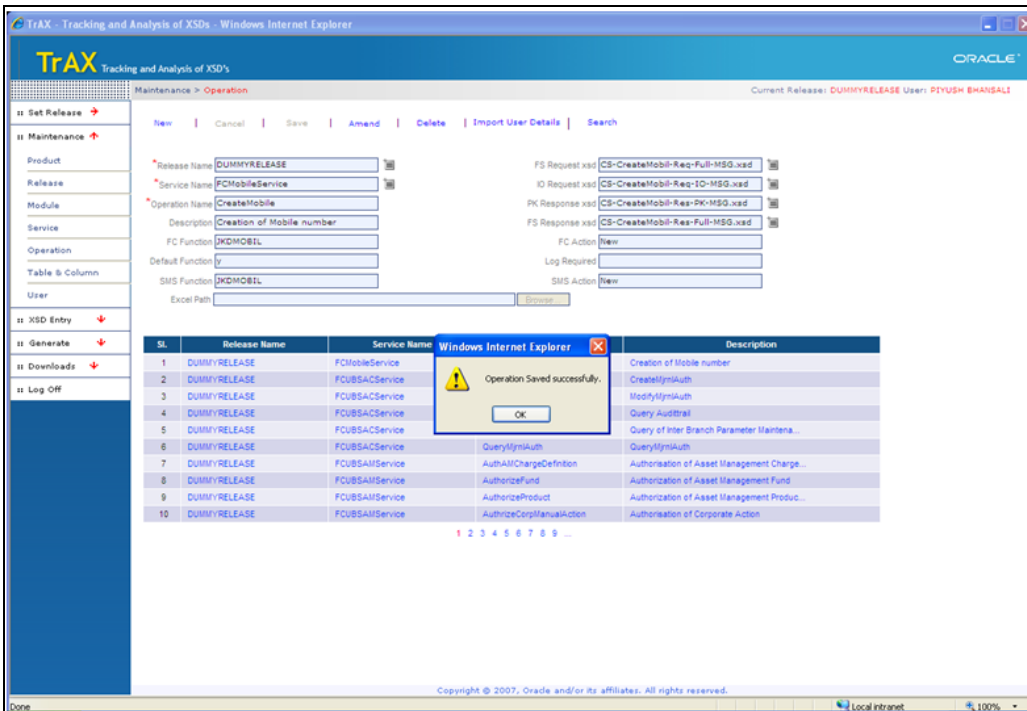 TrAX - Tracking and Analysis of XSDs - Windows Internet Explorer
TrAX Tracking and Analysis of XSD's
ORACLE
Maintenance > Operation
Current Release: DUMMYRELEASE User: PIYUSH BHANSALI
:: Set Release
:: Maintenance
Product
Release
Module
Service
Operation
Table & Column
User
:: XSD Entry
:: Generate
:: Downloads
:: Log Off
New | Cancel | Save | Amend | Delete | Import User Details | Search
*Release Name DUMMYRELEASE
FS Request xsd CS-CreateMobil-Req-Full-MSG.xsd
*Service Name FCMobileService
IO Request xsd CS-CreateMobil-Req-IO-MSG.xsd
*Operation Name CreateMobile
PK Response xsd CS-CreateMobil-Res-PK-MSG.xsd
Description Creation of Mobile number
FS Response xsd CS-CreateMobil-Res-Full-MSG.xsd
FC Function JKDMOBIL
FC Action New
Default Function y
Log Required
SMS Function JKDMOBIL
SMS Action New
Excel Path
Browse
SL Release Name Service Name Description
1 DUMMYRELEASE FCMobileService Creation of Mobile number
2 DUMMYRELEASE FCUBSACService CreateMjrnlAuth
3 DUMMYRELEASE FCUBSACService ModifyMjrnlAuth
4 DUMMYRELEASE FCUBSACService Query Audittrail
5 DUMMYRELEASE FCUBSACService Query of Inter Branch Parameter Maintena...
6 DUMMYRELEASE FCUBSACService QueryMjrnlAuth QueryMjrnlAuth
7 DUMMYRELEASE FCUBSAMService AuthAMChargeDefinition Authorisation of Asset Management Charge...
8 DUMMYRELEASE FCUBSAMService AuthorizeFund Authorization of Asset Management Fund
9 DUMMYRELEASE FCUBSAMService AuthorizeProduct Authorization of Asset Management Produc...
10 DUMMYRELEASE FCUBSAMService AuthrizeCorpManualAction Authorisation of Corporate Action
1 2 3 4 5 6 7 8 9 ...
Windows Internet Explorer
Operation Saved successfully.
OK
Copyright @ 2007, Oracle and/or its affiliates. All rights reserved.
Done
Local intranet
100%